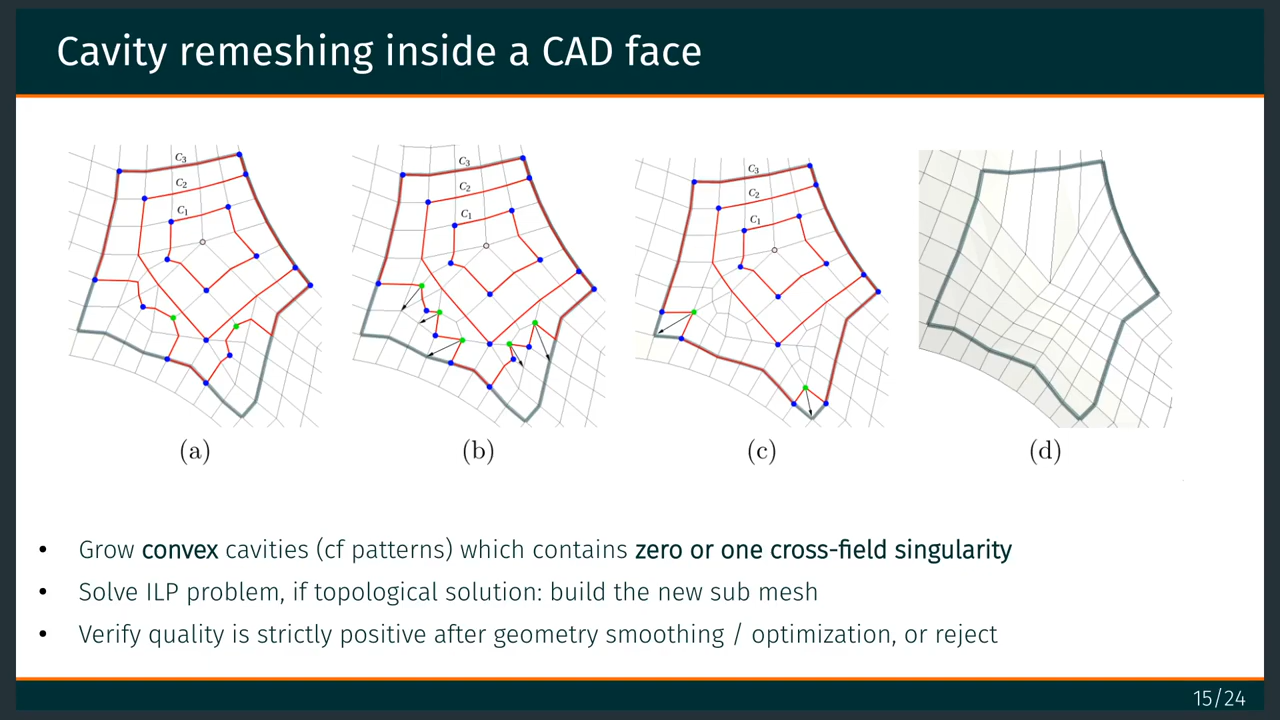 Cavity remeshing inside a CAD face
C3
C2
C1
C3
C2
C1
C3
C2
C1
(a)
(b)
(c)
(d)
• Grow convex cavities (cf patterns) which contains zero or one cross-field singularity
• Solve ILP problem, if topological solution: build the new sub mesh
• Verify quality is strictly positive after geometry smoothing / optimization, or reject
15/24